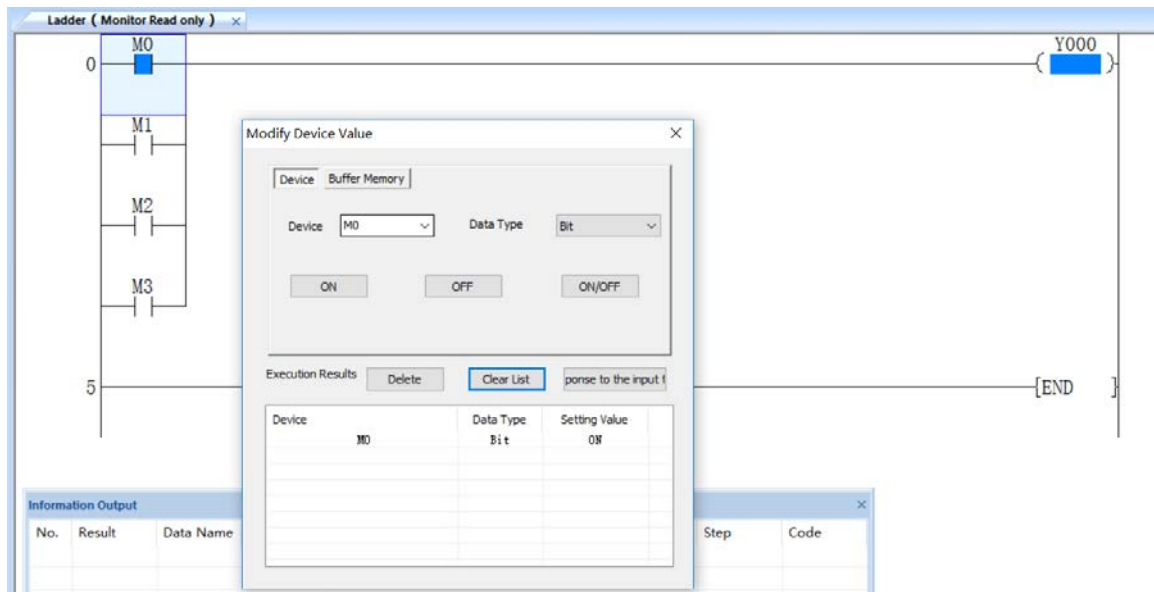 Ladder ( Monitor Read only ) ×
M0
Y000
0
M1
Modify Device Value
Device Buffer Memory
M2
Device M0 Data Type Bit
M3
ON OFF ON/OFF
Execution Results Delete Clear List ponse to the input f
5
END
Device Data Type Setting Value
M0 Bit ON
Information Output
No. Result Data Name Step Code